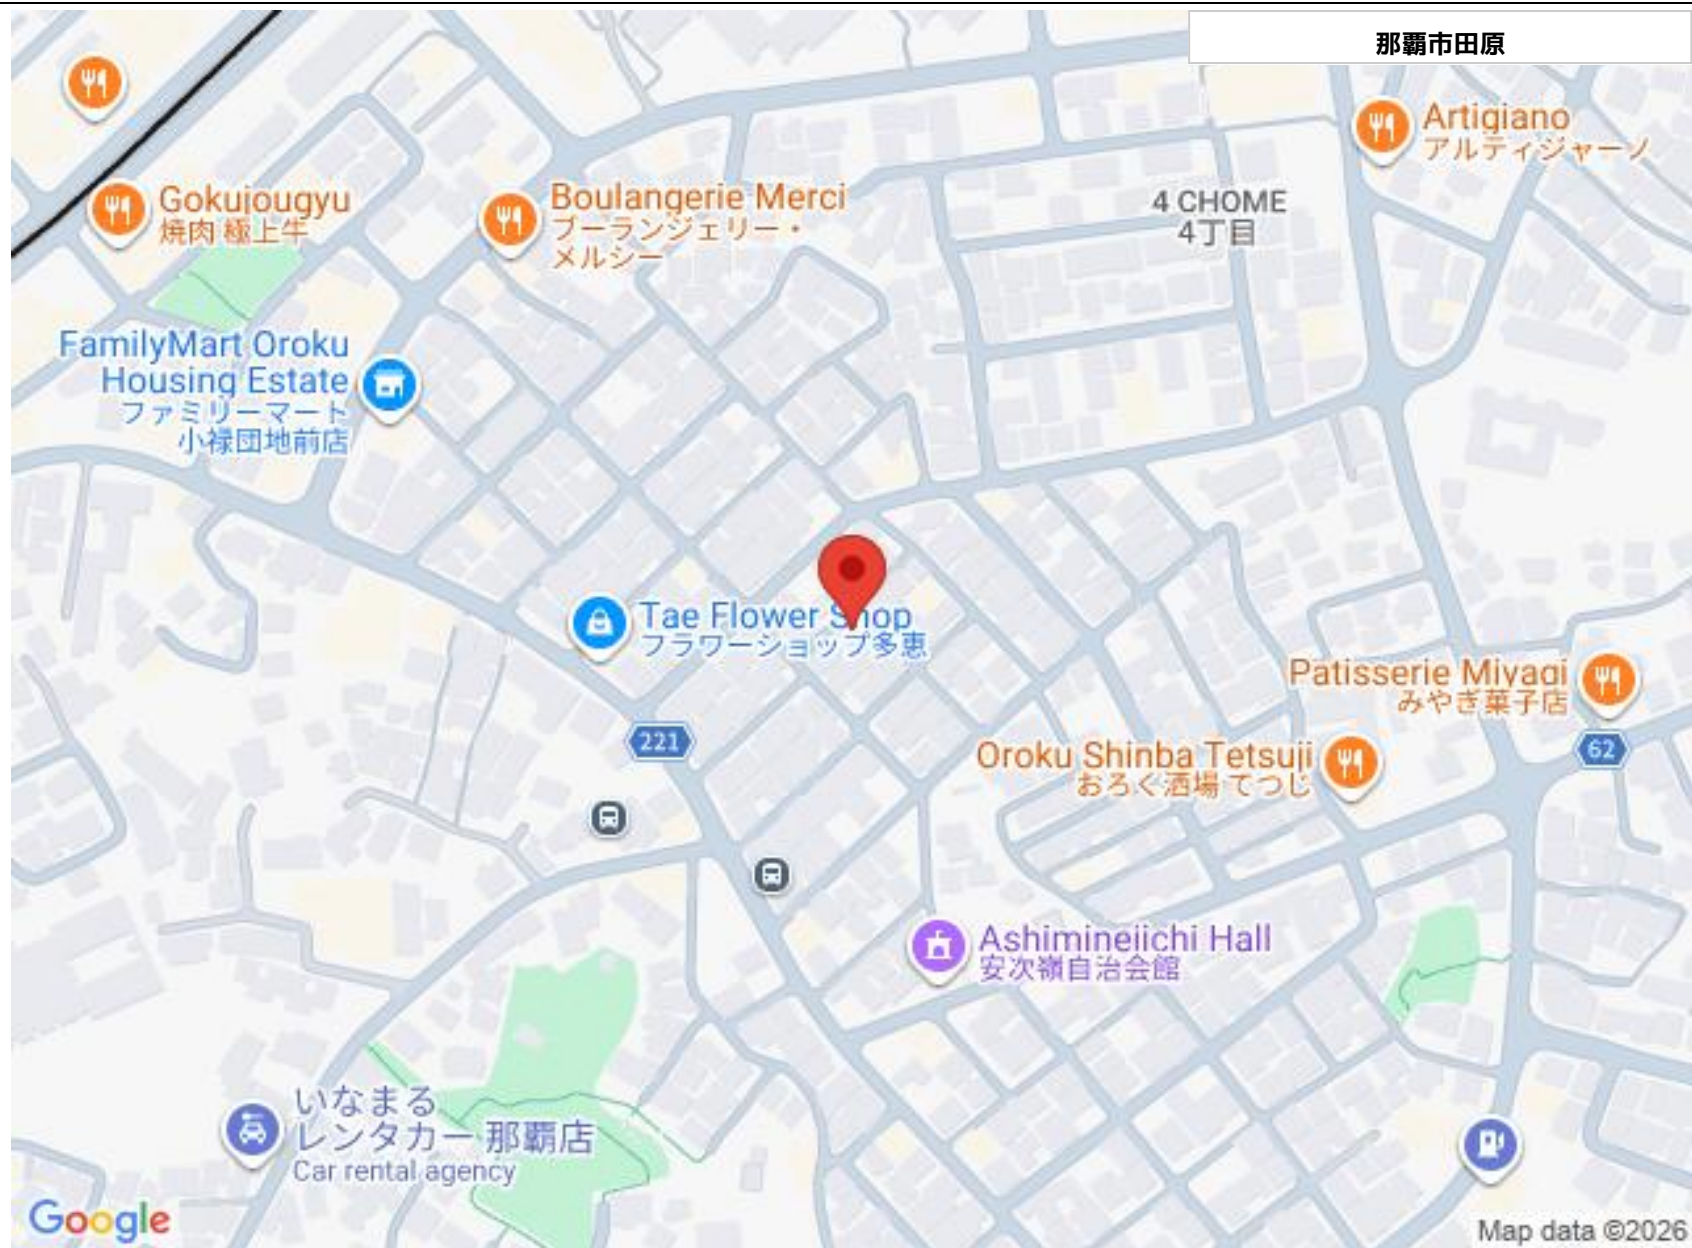 那覇市田原
Artigiano
アルティジャーノ
Gokujougyu
焼肉 極上牛
Boulangerie Merci
ブーランジェリー・
メルシー
4 CHOME
4丁目
FamilyMart Oroku
Housing Estate
ファミリーマート
小禄団地前店
Tae Flower Shop
フラワーショップ多恵
Patisserie Miyagi
みやぎ菓子店
221
62
Oroku Shinba Tetsuji
おろく酒場 てつじ
Ashimineiichi Hall
安次嶺自治会館
いなまる
レンタカー 那覇店
Car rental agency
Google
Map data ©2026